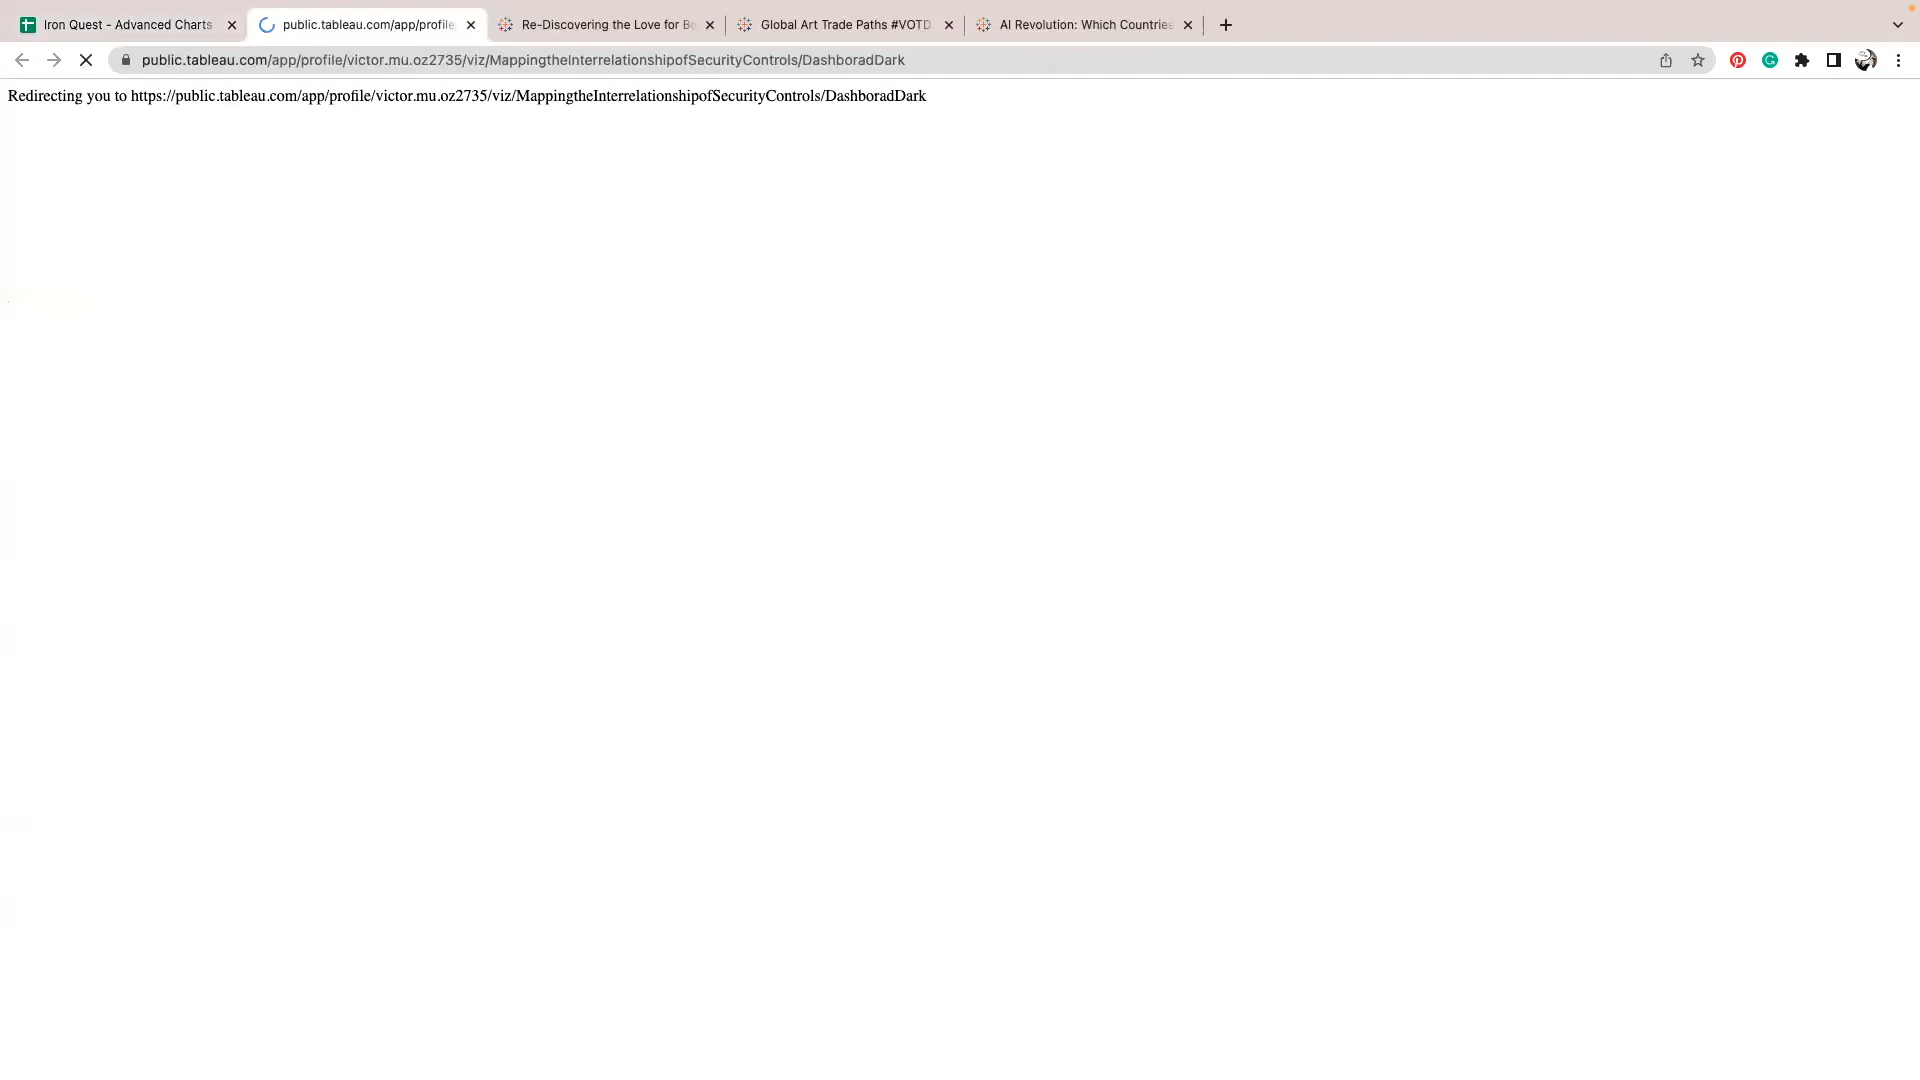 Iron Quest - Advanced Charts
public.tableau.com/app/profile
Re-Discovering the Love for Bo
Global Art Trade Paths #VOTD
AI Revolution: Which Countries
public.tableau.com/app/profile/victor.mu.oz2735/viz/MappingtheInterrelationshipofSecurityControls/DashboradDark
Redirecting you to https://public.tableau.com/app/profile/victor.mu.oz2735/viz/MappingtheInterrelationshipofSecurityControls/DashboradDark